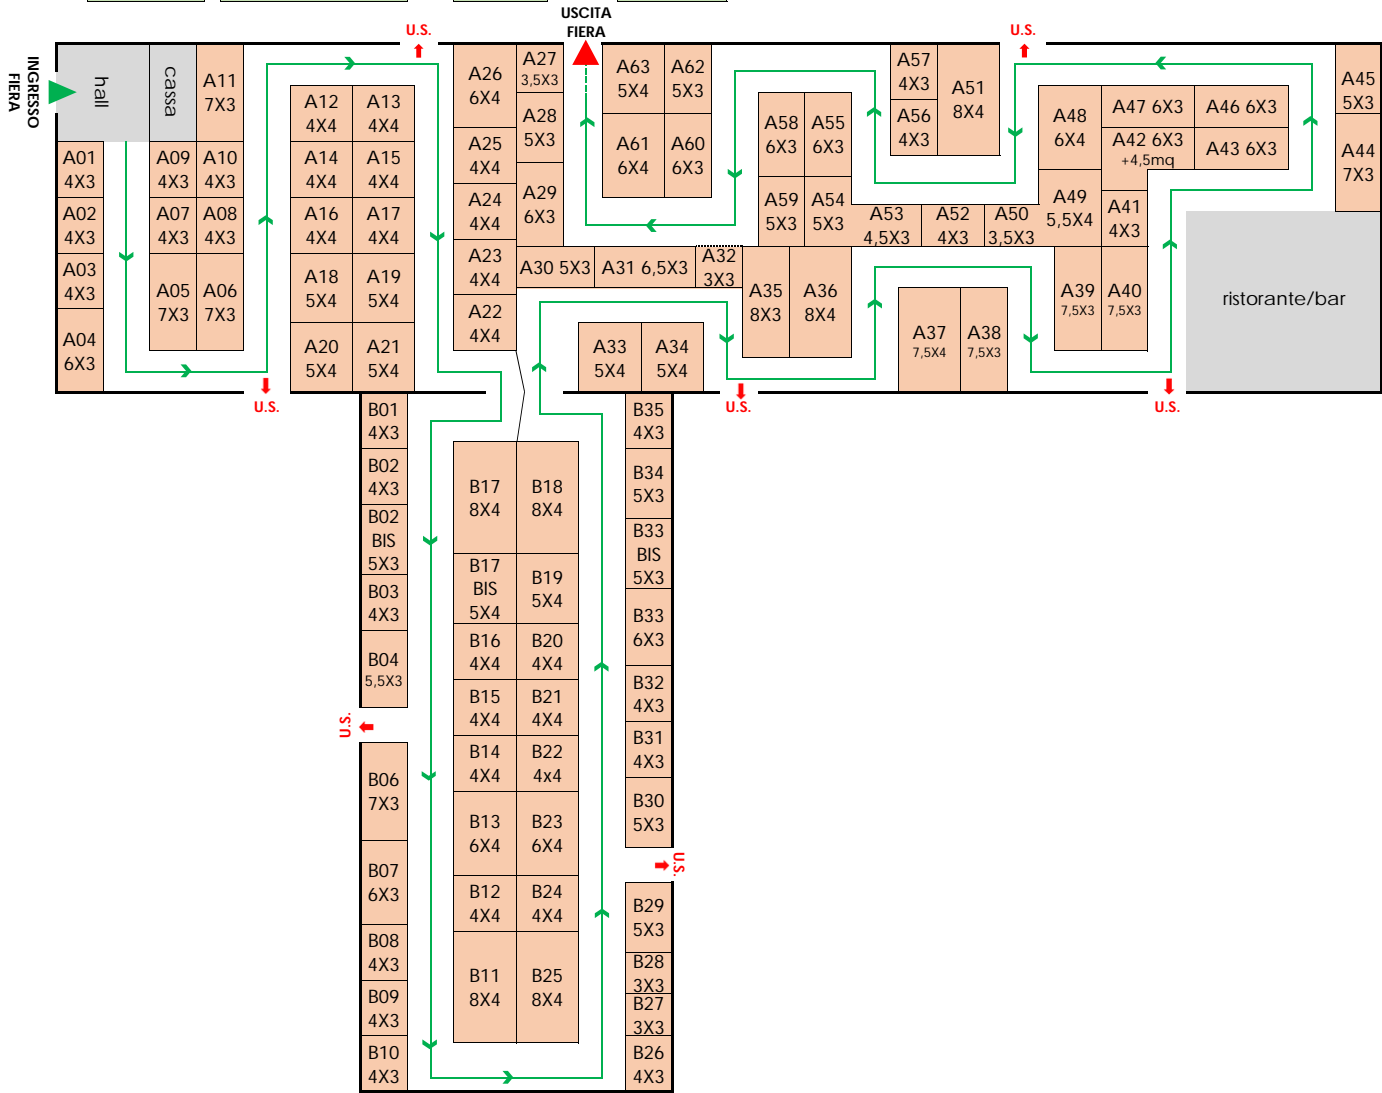 USCITA
FIERA
INGRESSO
FIERA
hall
cassa
A11
7X3
U.S.
U.S.
A01
4X3
A02
4X3
A03
4X3
A04
6X3
A09
4X3
A10
4X3
A07
4X3
A08
4X3
A05
7X3
A06
7X3
A12
4X4
A13
4X4
A14
4X4
A15
4X4
A16
4X4
A17
4X4
A18
5X4
A19
5X4
A20
5X4
A21
5X4
A26
6X4
A25
4X4
A24
4X4
A23
4X4
A22
4X4
A27
3,5X3
A28
5X3
A29
6X3
A30 5X3
A31 6,5X3
A32
3X3
A63
5X4
A62
5X3
A61
6X4
A60
6X3
A58
6X3
A55
6X3
A59
5X3
A54
5X3
A57
4X3
A56
4X3
A51
8X4
A53
4,5X3
A52
4X3
A50
3,5X3
A48
6X4
A49
5,5X4
A47 6X3
A46 6X3
A42 6X3
+4,5mq
A43 6X3
A41
4X3
A45
5X3
A44
7X3
A33
5X4
A34
5X4
A35
8X3
A36
8X4
A37
7,5X4
A38
7,5X3
A39
7,5X3
A40
7,5X3
ristorante/bar
U.S.
U.S.
U.S.
B01
4X3
B02
4X3
B02
BIS
5X3
B03
4X3
B04
5,5X3
U.S.
B06
7X3
B07
6X3
B08
4X3
B09
4X3
B10
4X3
B17
8X4
B18
8X4
B17
BIS
5X4
B19
5X4
B16
4X4
B20
4X4
B15
4X4
B21
4X4
B14
4X4
B22
4x4
B13
6X4
B23
6X4
B12
4X4
B24
4X4
B11
8X4
B25
8X4
B35
4X3
B34
5X3
B33
BIS
5X3
B33
6X3
B32
4X3
B31
4X3
B30
5X3
U.S.
B29
5X3
B28
3X3
B27
3X3
B26
4X3